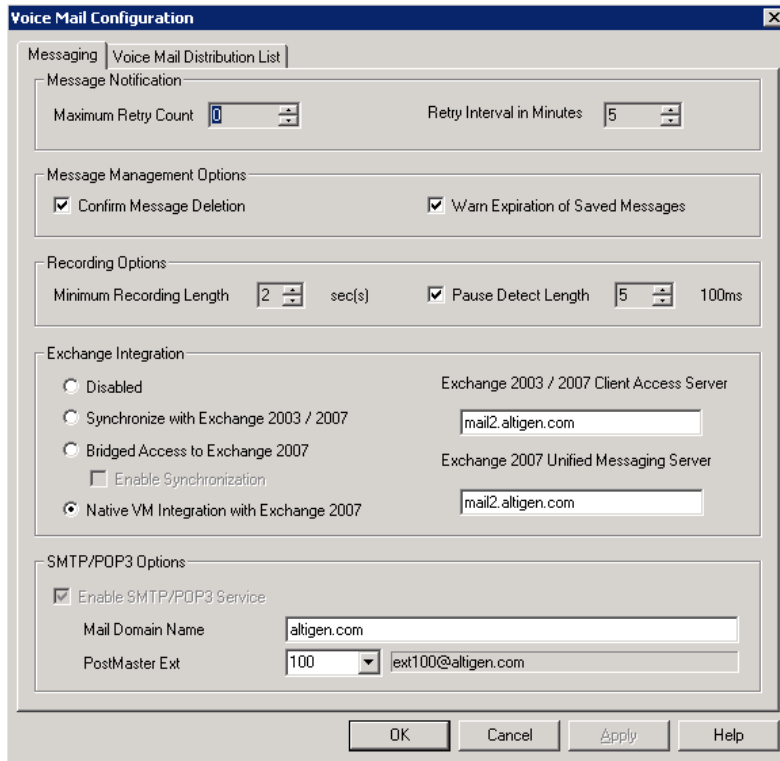 Voice Mail Configuration
Messaging
Voice Mail Distribution List
Message Notification
Maximum Retry Count 0 Retry Interval in Minutes 5
Message Management Options
Confirm Message Deletion Warn Expiration of Saved Messages
Recording Options
Minimum Recording Length 2 sec(s) Pause Detect Length 5 100ms
Exchange Integration
Disabled
Synchronize with Exchange 2003 / 2007
Bridged Access to Exchange 2007
Enable Synchronization
Native VM Integration with Exchange 2007
Exchange 2003 / 2007 Client Access Server
mail2.altigen.com
Exchange 2007 Unified Messaging Server
mail2.altigen.com
SMTP/POP3 Options
Enable SMTP/POP3 Service
Mail Domain Name altigen.com
PostMaster Ext 100 ext100@altigen.com
OK Cancel Apply Help